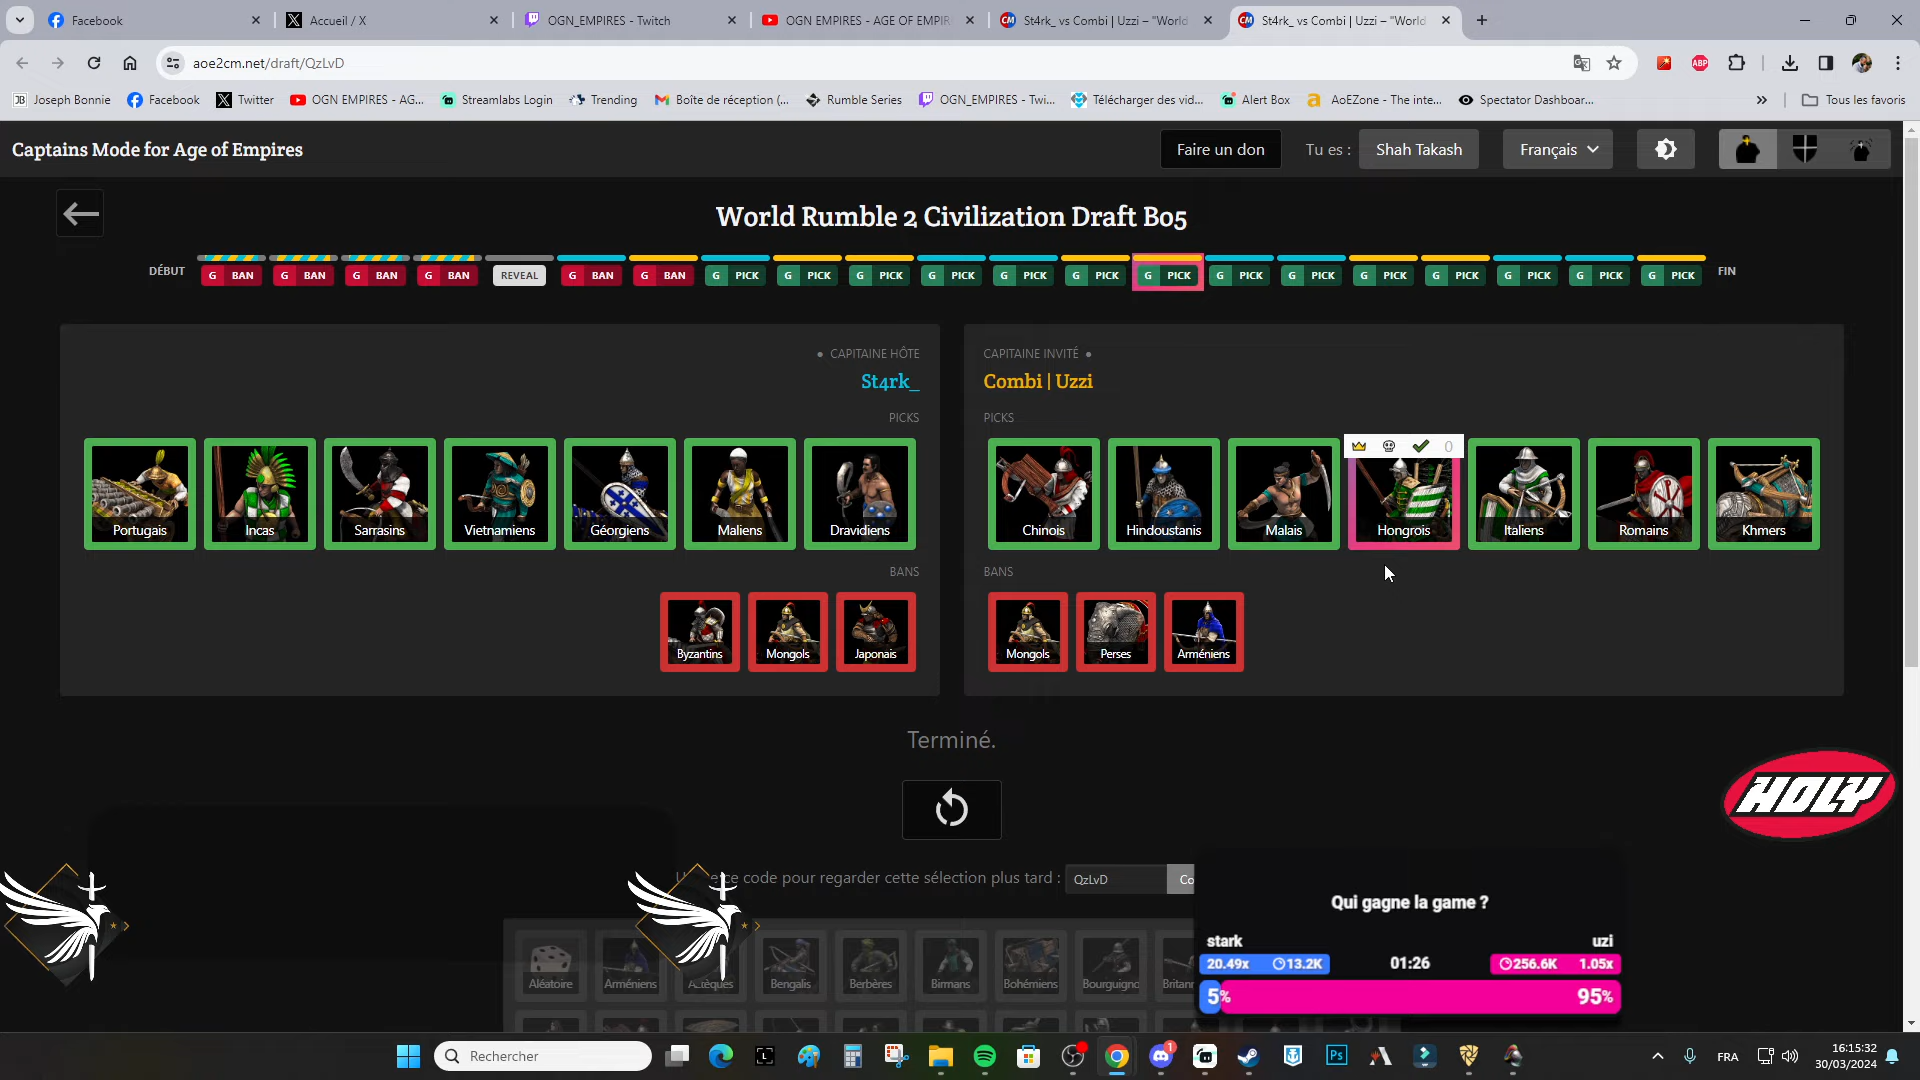 Facebook
Accueil / X
OGN_EMPIRES - Twitch
OGN EMPIRES - AGE OF EMPIR
St4rk_ vs Combi | Uzzi – "World
St4rk_ vs Combi | Uzzi – "World
aoe2cm.net/draft/QzLvD
ABP
JB Joseph Bonnie
Facebook
Twitter
OGN EMPIRES - AG...
Streamlabs Login
Trending
Boîte de réception (...
Rumble Series
OGN_EMPIRES - Twi...
Télécharger des vid...
Alert Box
AoEZone - The inte...
Spectator Dashboar...
Tous les favoris
Captains Mode for Age of Empires
Faire un don
Tu es :
Shah Takash
Français
World Rumble 2 Civilization Draft Bo5
DÉBUT
G BAN
G BAN
G BAN
G BAN
REVEAL
G BAN
G BAN
G PICK
G PICK
G PICK
G PICK
G PICK
G PICK
G PICK
G PICK
G PICK
G PICK
G PICK
G PICK
G PICK
G PICK
FIN
CAPITAINE HÔTE
St4rk_
PICKS
Portugais
Incas
Sarrasins
Vietnamiens
Géorgiens
Maliens
Dravidiens
BANS
Byzantins
Mongols
Japonais
CAPITAINE INVITÉ
Combi | Uzzi
PICKS
0
Chinois
Hindoustanis
Malais
Hongrois
Italiens
Romains
Khmers
BANS
Mongols
Perses
Arméniens
Terminé.
HOLY
ce code pour regarder cette sélection plus tard :
QzLvD
Co
Qui gagne la game ?
stark
uzi
20.49x 13.2K
01:26
256.6K 1.05x
5%
95%
Aléatoire
Arméniens
Aztèques
Bengalis
Berbères
Birmans
Bohémiens
Bourguigno
Britann
Rechercher
L
1
Ps
FRA
16:15:32
30/03/2024